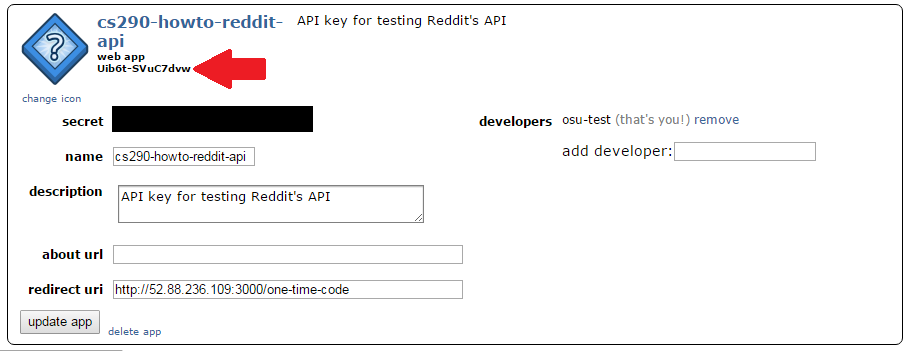 cs290-howto-reddit-
api
API key for testing Reddit's API
web app
Uib6t-SVuC7dvw
change icon
secret
developers osu-test (that's you!) remove
name cs290-howto-reddit-api
add developer:
description API key for testing Reddit's API
about url
redirect uri http://52.88.236.109:3000/one-time-code
update app delete app